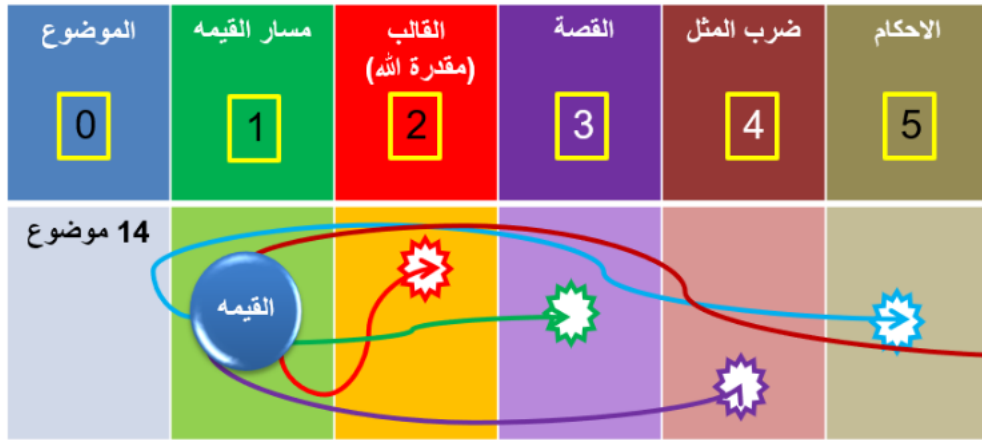 الموضوع
0
مسار القيمه
1
القالب
(مقدرة الله)
2
القصة
3
ضرب المثل
4
الاحكام
5
14 موضوع
القيمه